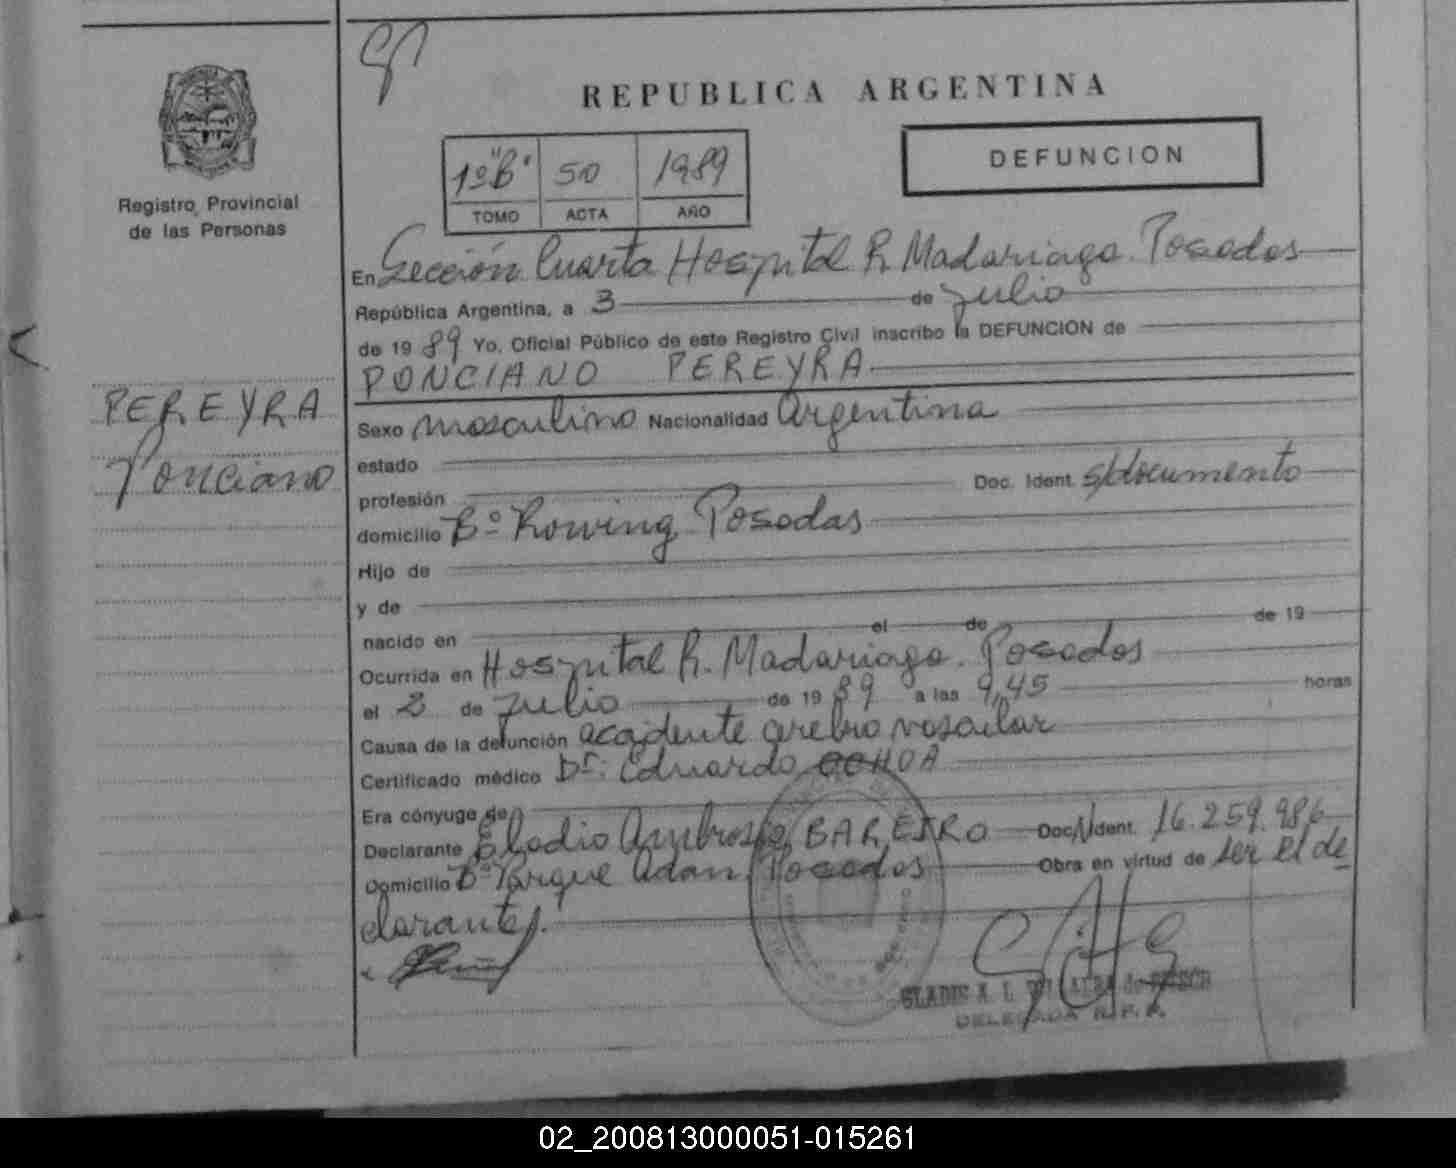 REPUBLICA ARGENTINA
Registro Provincial
de las Personas
1º "B" 50 1989
TOMO ACTA AÑO
DEFUNCION
En Sección Cuarta Hospital R. Madariaga. Posadas
República Argentina, a 3 de Julio
de 19 89 Yo, Oficial Público de este Registro Civil inscribo la DEFUNCION de
PONCIANO PEREYRA
PEREYRA
Ponciano
Sexo masculino Nacionalidad Argentina
estado
profesión Doc. Ident. s/documento
domicilio Bº Rowing Posadas
Hijo de
y de
nacido en el de de 19
Ocurrida en Hospital R. Madariaga. Posadas
el 2 de Julio de 19 89 a las 9,45 horas
Causa de la defunción accidente cerebro vascular
Certificado médico Dr. Eduardo OCHOA
Era cónyuge de
Declarante Eladio Ambrosio BAREIRO Doc. Ident. 16.259.986
Domicilio Bº Parque Adam Posadas Obra en virtud de ser el de
clarante.
GLADIS A. L. de
DELEGADA R. P. P.
02_200813000051-015261